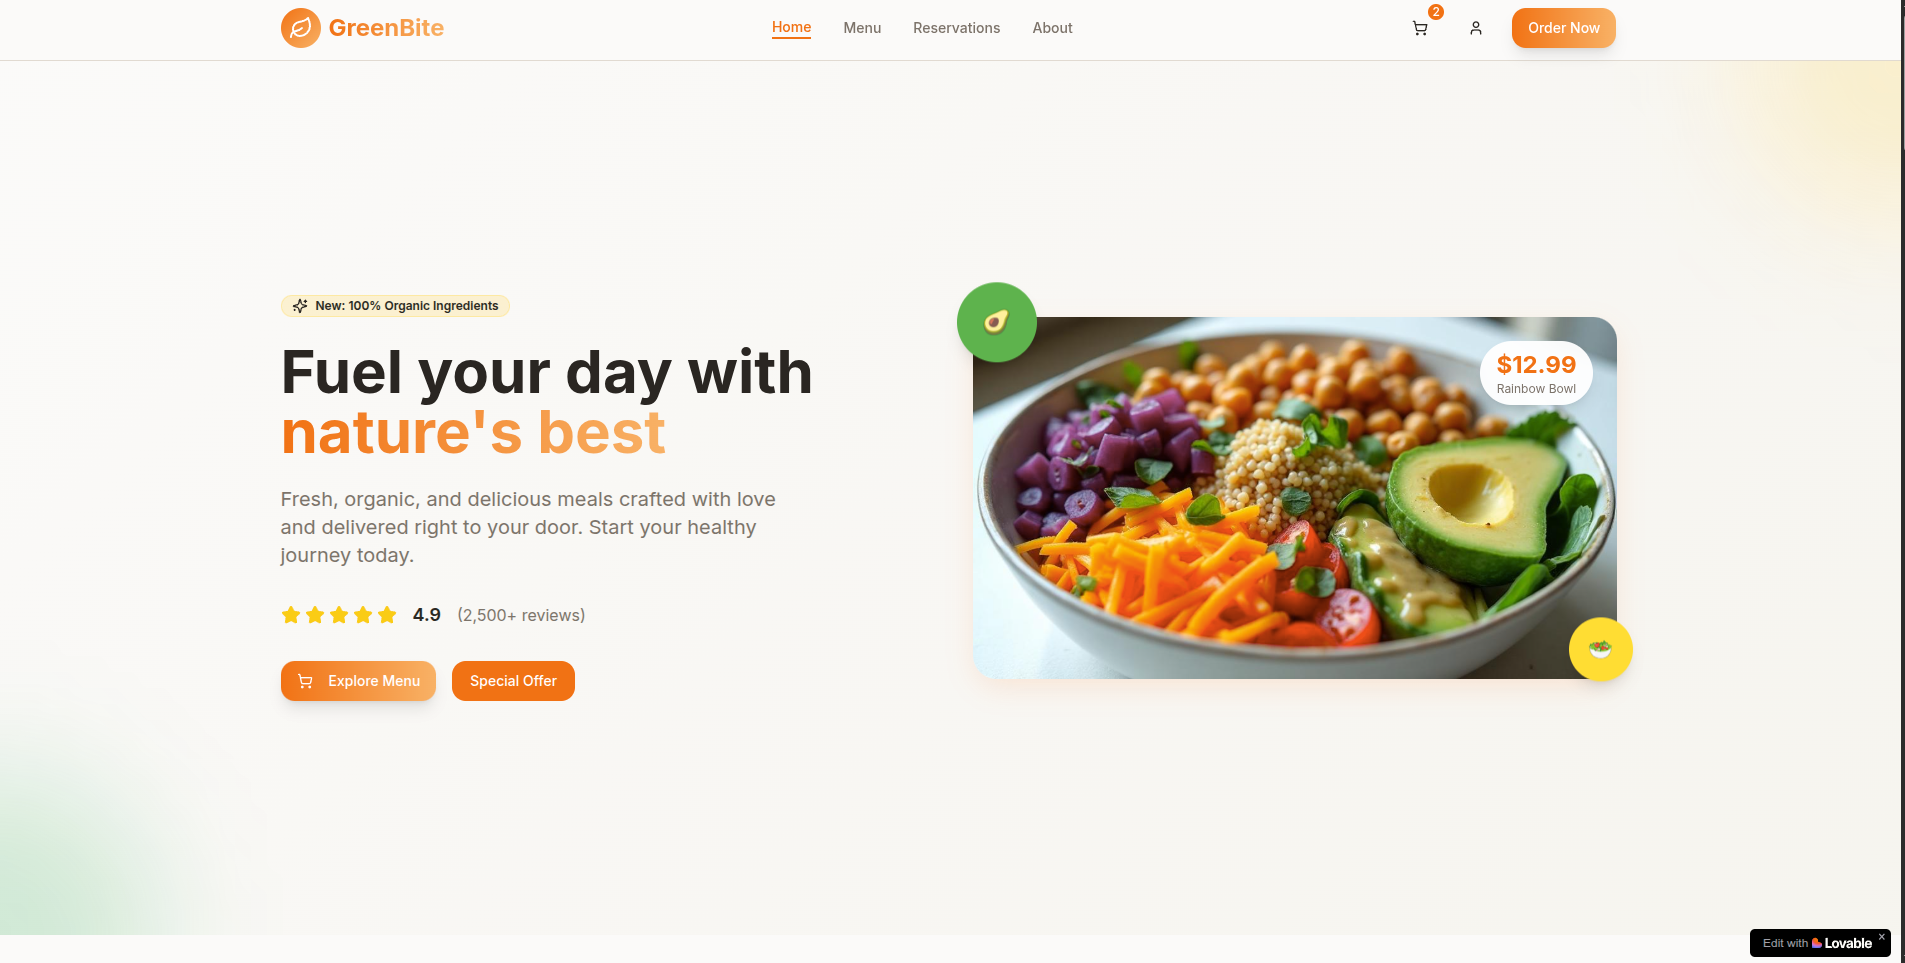 GreenBite
Home
Menu
Reservations
About
2
Order Now
New: 100% Organic Ingredients
Fuel your day with
nature's best
Fresh, organic, and delicious meals crafted with love
and delivered right to your door. Start your healthy
journey today.
4.9
(2,500+ reviews)
Explore Menu
Special Offer
$12.99
Rainbow Bowl
Edit with Lovable